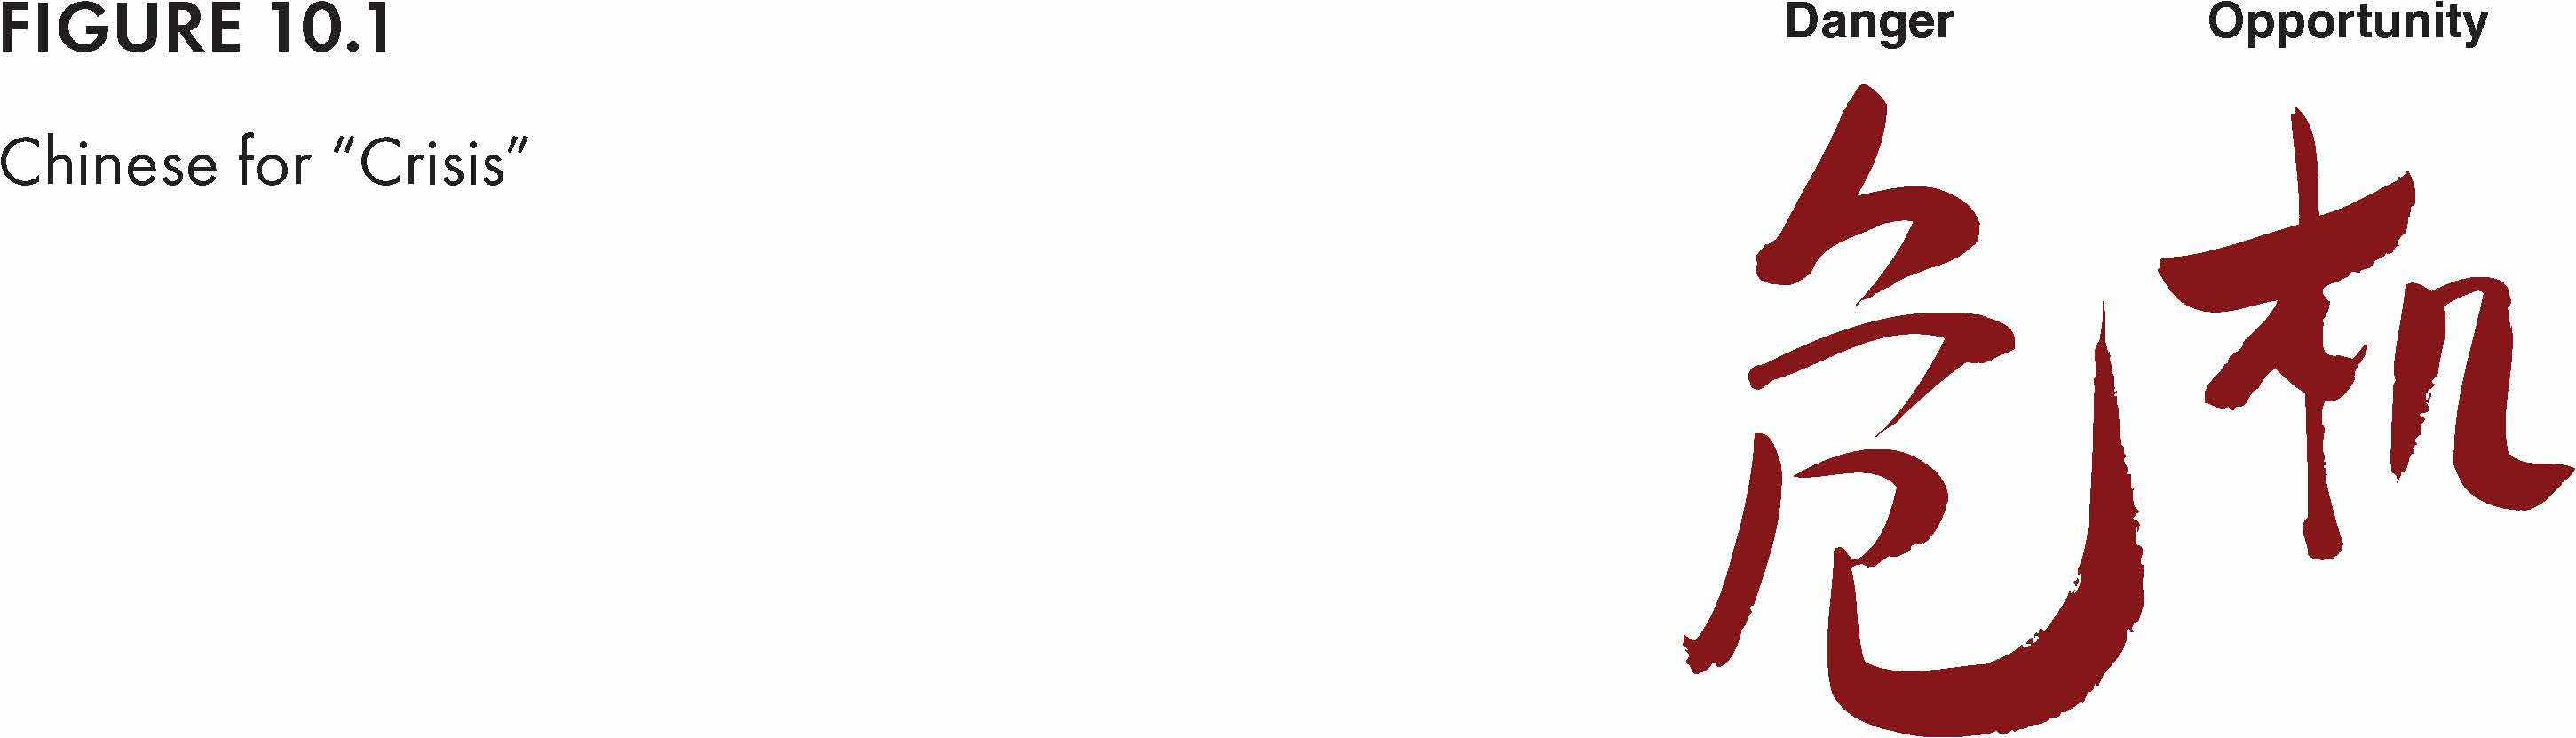 FIGURE 10.1
Chinese for “Crisis”
Danger Opportunity
危机